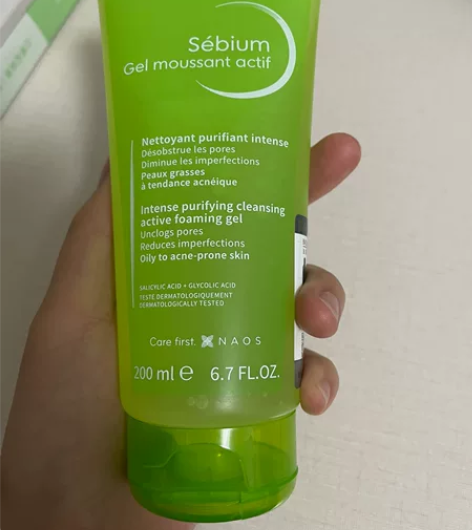 Sébium
Gel moussant actif
Nettoyant purifiant intense
Désobstrue les pores
Diminue les imperfections
Peaux grasses
à tendance acnéique
Intense purifying cleansing
active foaming gel
Unclogs pores
Reduces imperfections
Oily to acne-prone skin
SALICYLIC ACID + GLYCOLIC ACID
TESTÉ DERMATOLOGIQUEMENT
DERMATOLOGICALLY TESTED
Care first. NAOS
200 ml e 6.7 FL.OZ.